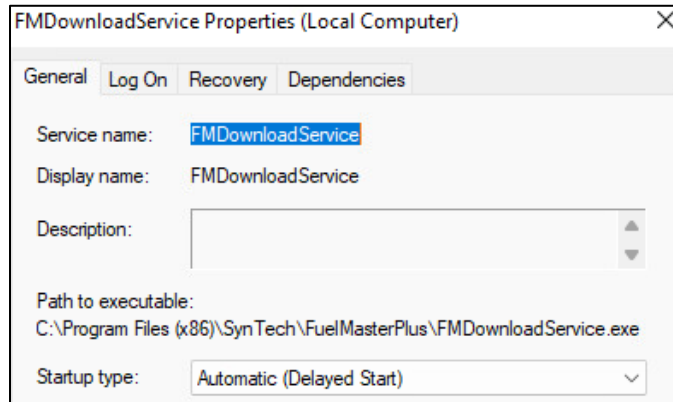 FMDownloadService Properties (Local Computer)
General Log On Recovery Dependencies
Service name: FMDownloadService
Display name: FMDownloadService
Description:
Path to executable:
C:\Program Files (x86)\SynTech\FuelMasterPlus\FMDownloadService.exe
Startup type: Automatic (Delayed Start)